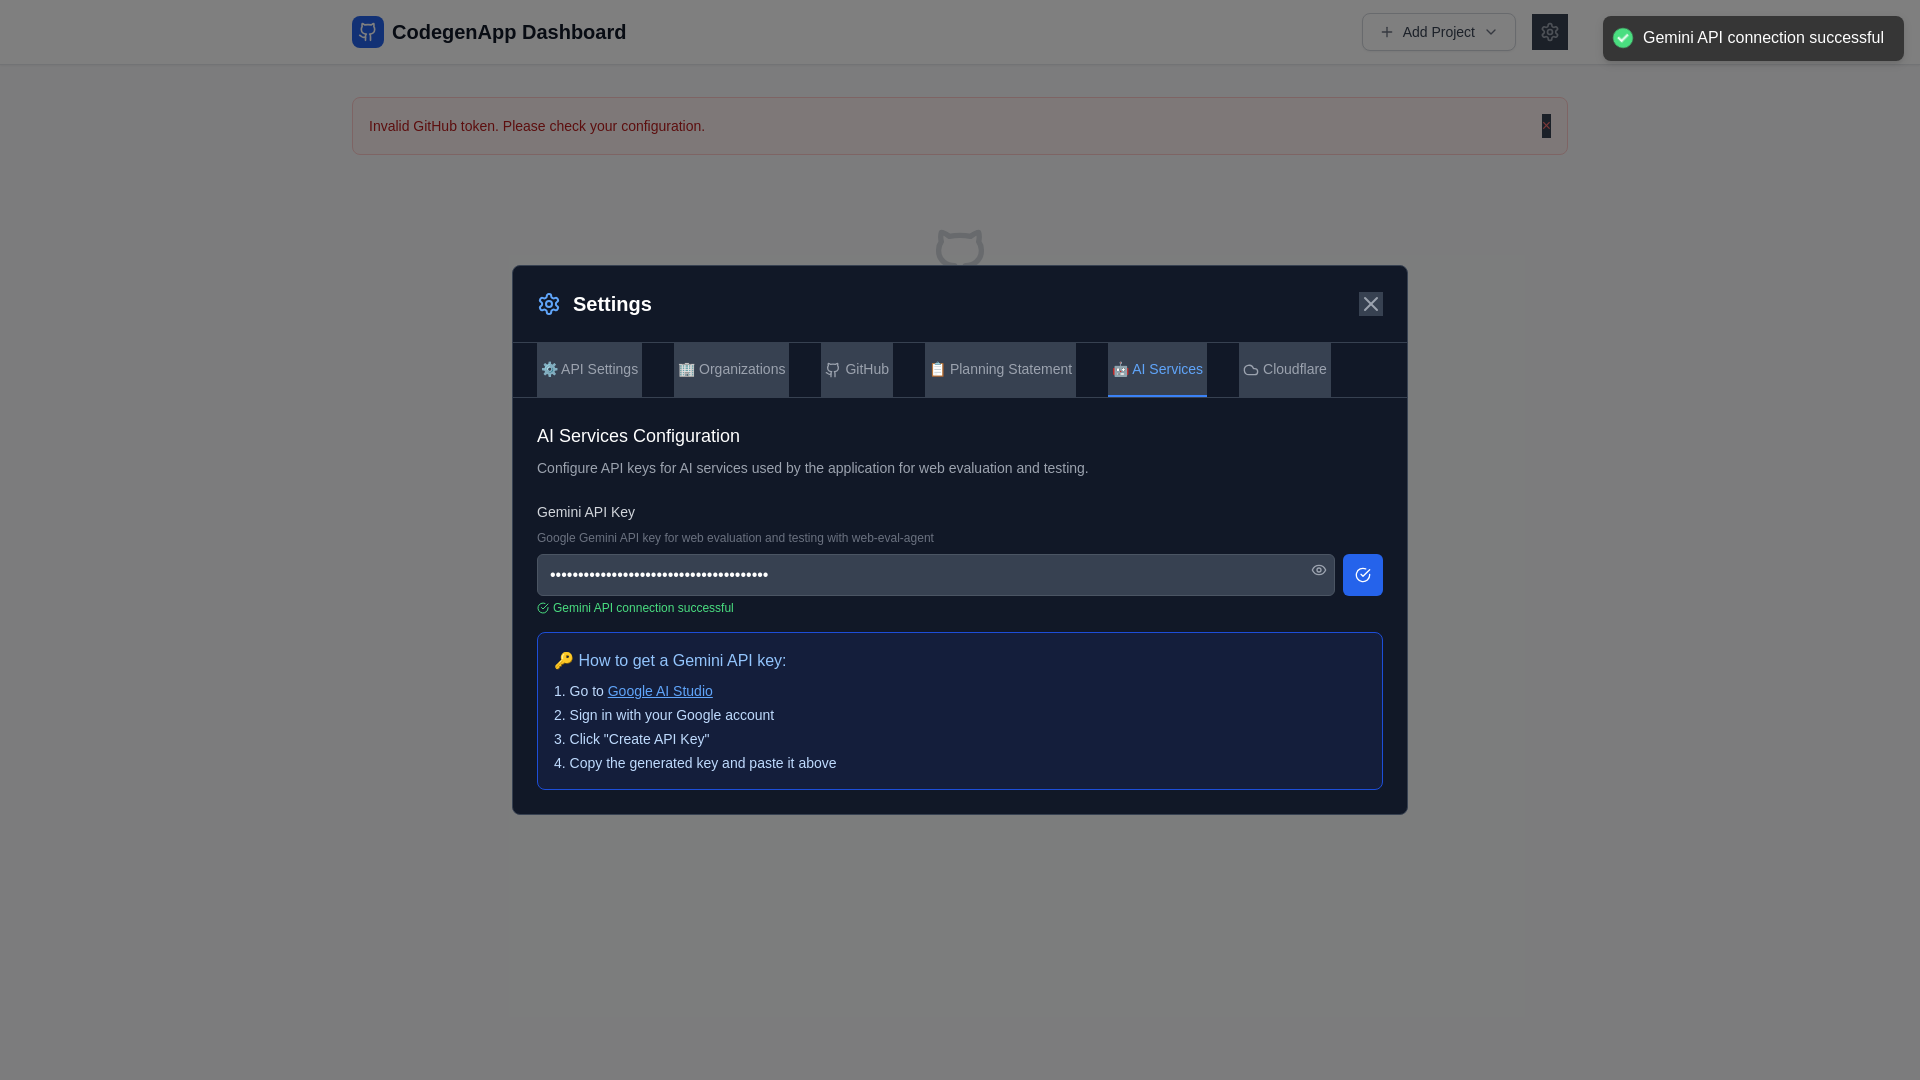 CodegenApp Dashboard
Add Project
Gemini API connection successful
Invalid GitHub token. Please check your configuration.
×
Settings
⚙️ API Settings
🏢 Organizations
GitHub
📋 Planning Statement
🤖 AI Services
Cloudflare
AI Services Configuration
Configure API keys for AI services used by the application for web evaluation and testing.
Gemini API Key
Google Gemini API key for web evaluation and testing with web-eval-agent
•••••••••••••••••••••••••••••••••••••••
Gemini API connection successful
🔑 How to get a Gemini API key:
1. Go to Google AI Studio
2. Sign in with your Google account
3. Click "Create API Key"
4. Copy the generated key and paste it above